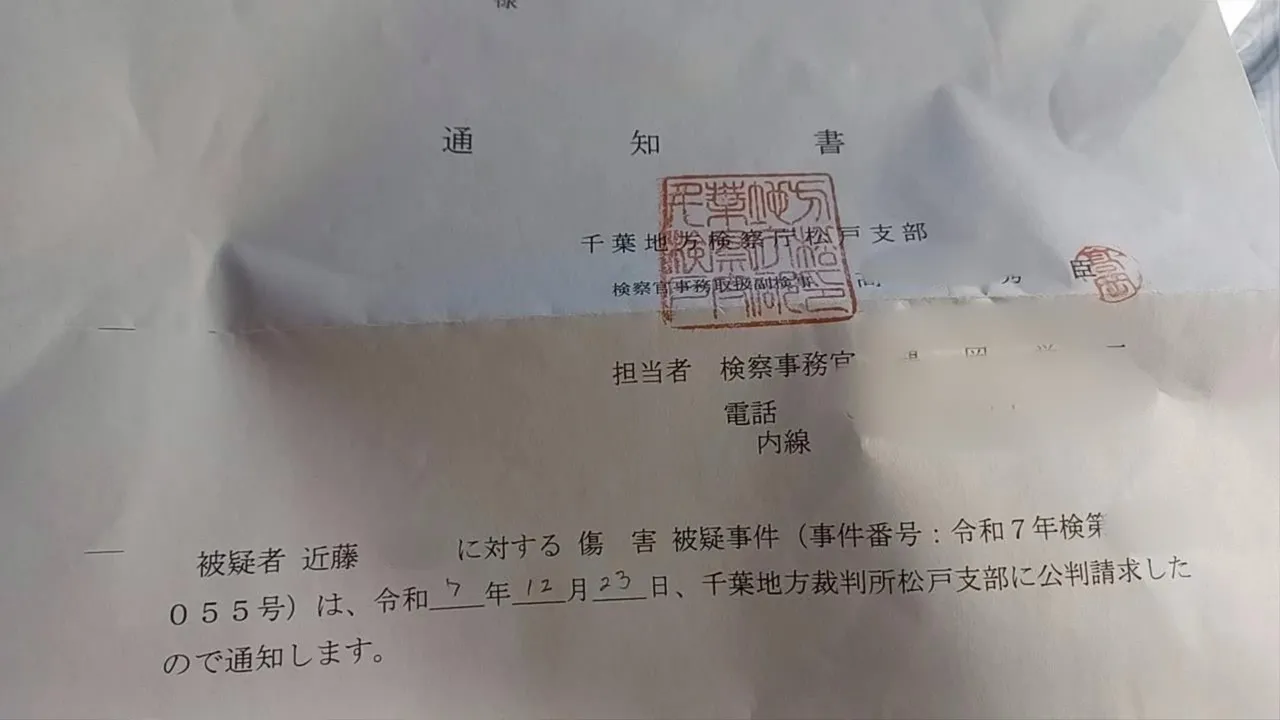 様
通知書
千葉地方検察庁松戸支部
検察官事務取扱副検事
臣
担当者 検察事務官
電話
内線
被疑者 近藤 に対する 傷 害 被疑事件（事件番号：令和７年検第
０５５号）は、令和7年12月23日、千葉地方裁判所松戸支部に公判請求した
ので通知します。